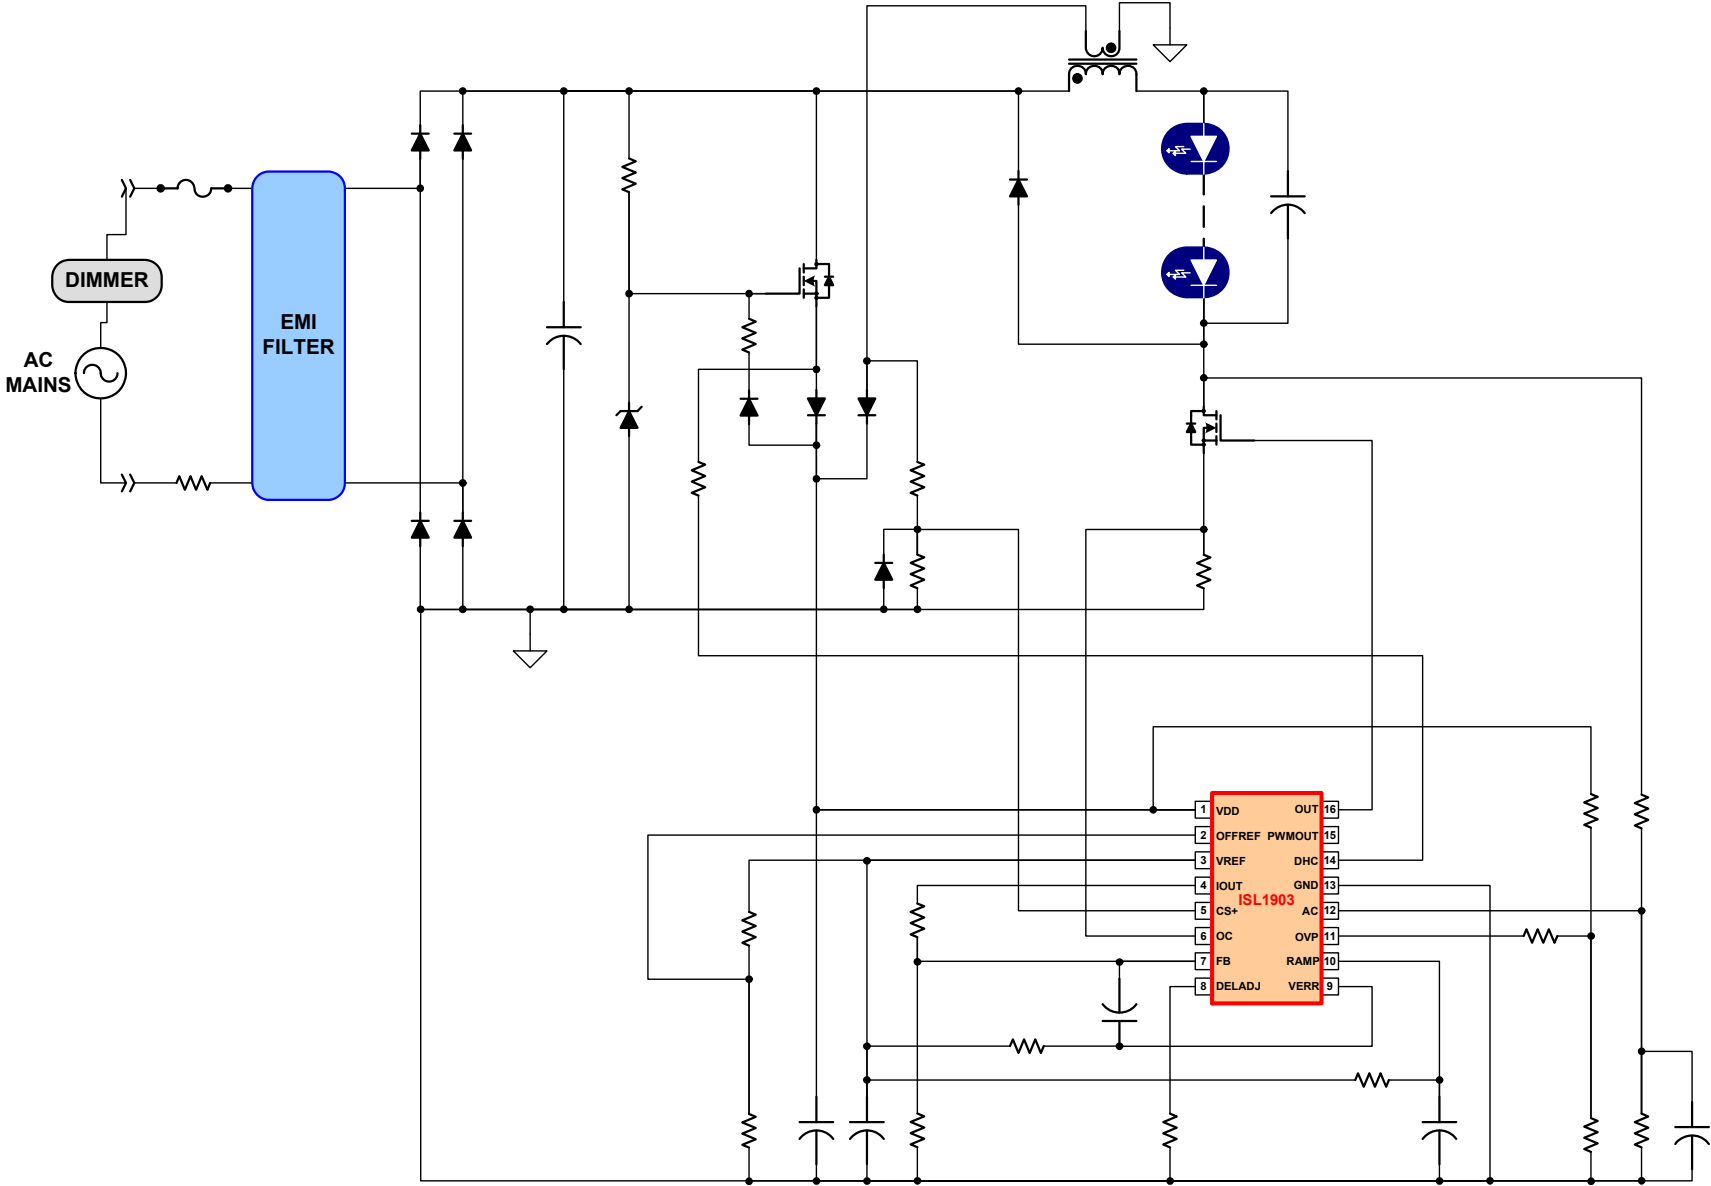 DIMMER
EMI
FILTER
AC
MAINS
1 VDD OUT 16
2 OFFREF PWMOUT 15
3 VREF DHC 14
4 IOUT GND 13
ISL1903
5 CS+ AC 12
6 OC OVP 11
7 FB RAMP 10
8 DELADJ VERR 9